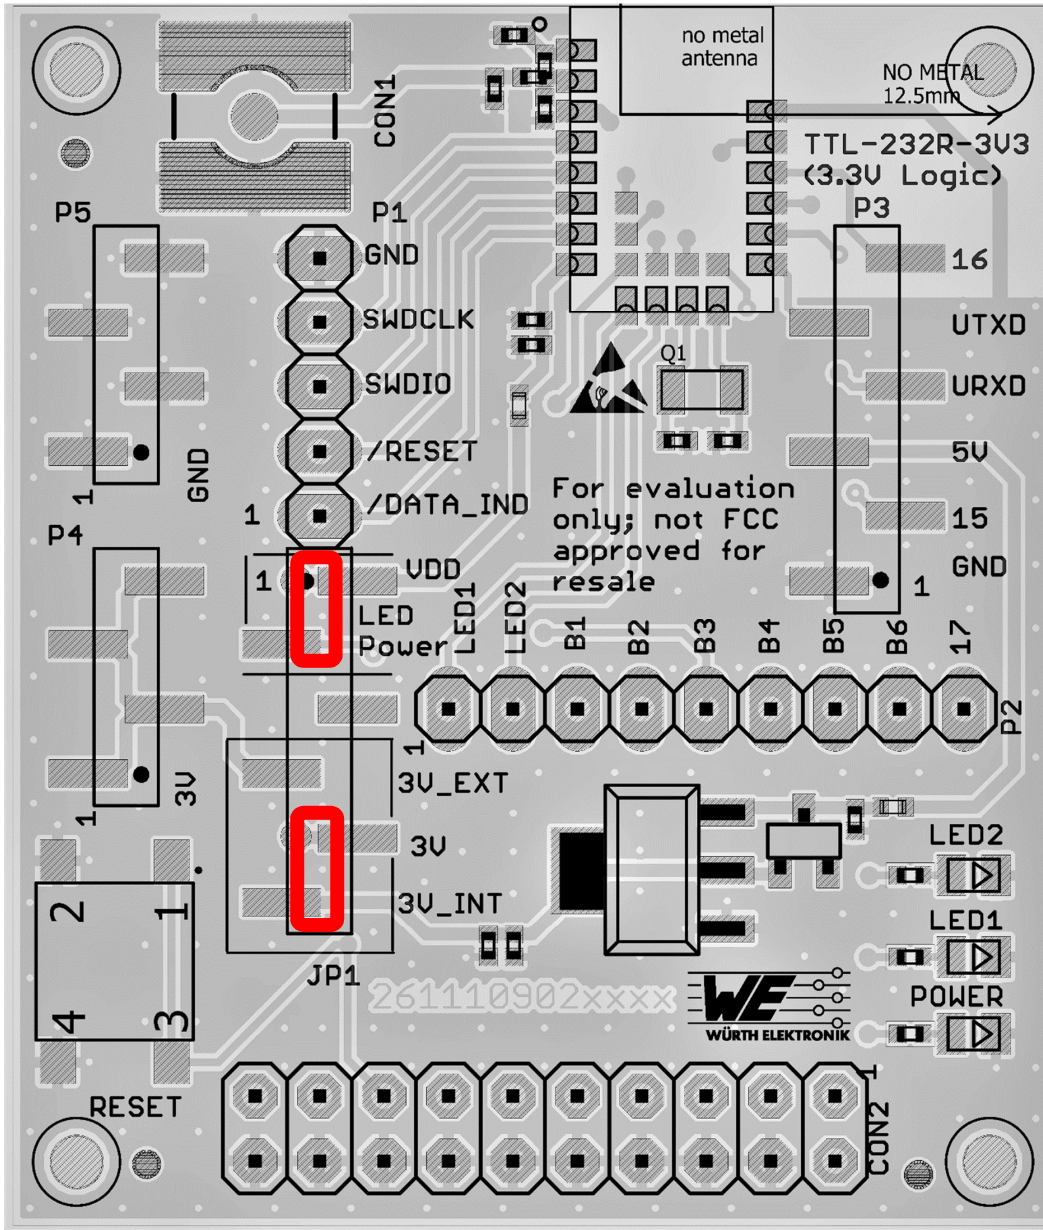 no metal
antenna
NO METAL
12.5mm
CON1
TTL-232R-3V3
(3.3V Logic)
P5
P1
P3
GND
16
SWDCLK
UTXD
Q1
SWDIO
URXD
/RESET
5V
GND
1
1
/DATA_IND
15
For evaluation
only; not FCC
approved for
resale
P4
VDD
1
GND
1
LED
Power
LED1
LED2
B1
B2
B3
B4
B5
B6
17
P2
1
3V_EXT
3V
1
3V
LED2
3V_INT
2
1
LED1
JP1
261110902xxxx
WE
WÜRTH ELEKTRONIK
POWER
4
3
RESET
1
CON2